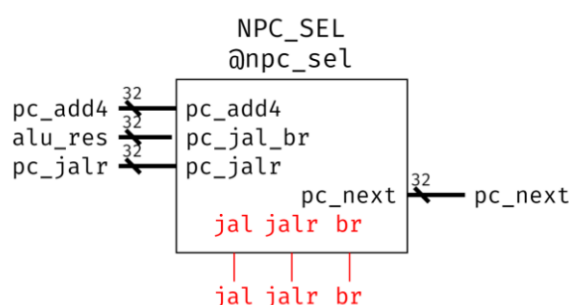 NPC_SEL
@npc_sel
pc_add4 32 pc_add4
alu_res 32 pc_jal_br
pc_jalr 32 pc_jalr
pc_next 32 pc_next
jal jalr br
jal jalr br